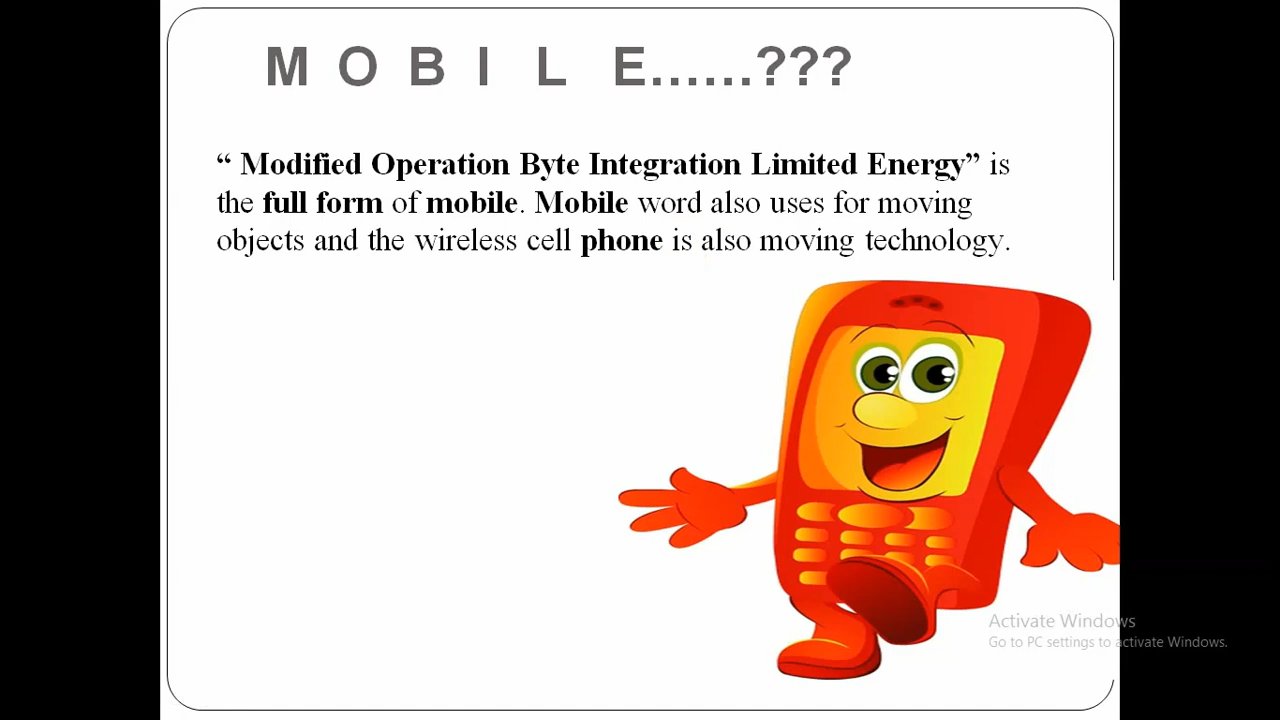 M O B I L E......???
“ Modified Operation Byte Integration Limited Energy” is
the full form of mobile. Mobile word also uses for moving
objects and the wireless cell phone is also moving technology.
Activate Windows
Go to PC settings to activate Windows.